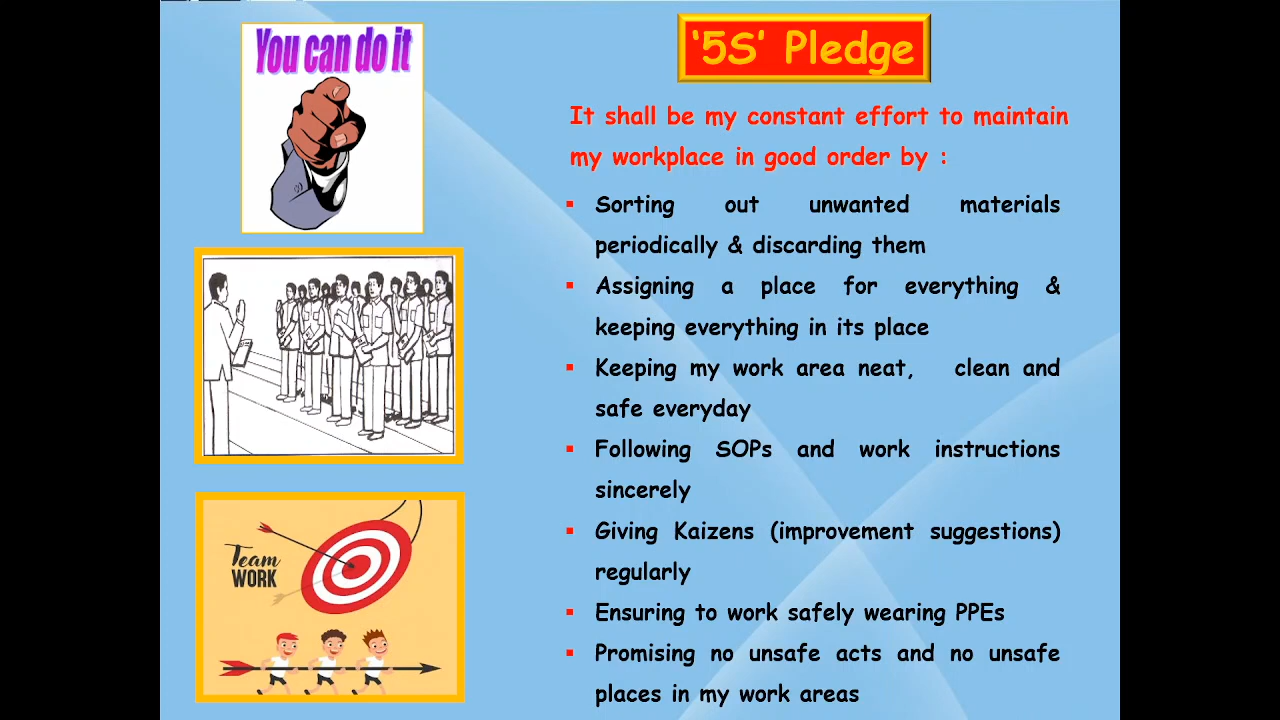 You can do it
‘5S’ Pledge
It shall be my constant effort to maintain
my workplace in good order by :
▪ Sorting out unwanted materials
periodically & discarding them
▪ Assigning a place for everything &
keeping everything in its place
▪ Keeping my work area neat, clean and
safe everyday
▪ Following SOPs and work instructions
sincerely
▪ Giving Kaizens (improvement suggestions)
regularly
▪ Ensuring to work safely wearing PPEs
▪ Promising no unsafe acts and no unsafe
places in my work areas
Team
WORK